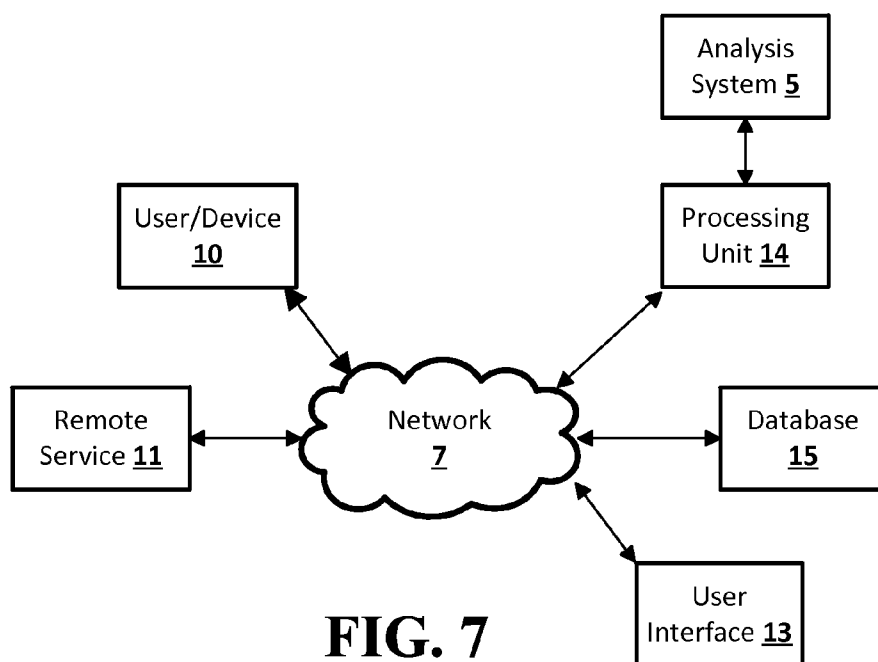 Analysis
System 5
User/Device
10
Processing
Unit 14
Remote
Service 11
Network
7
Database
15
User
Interface 13
FIG. 7